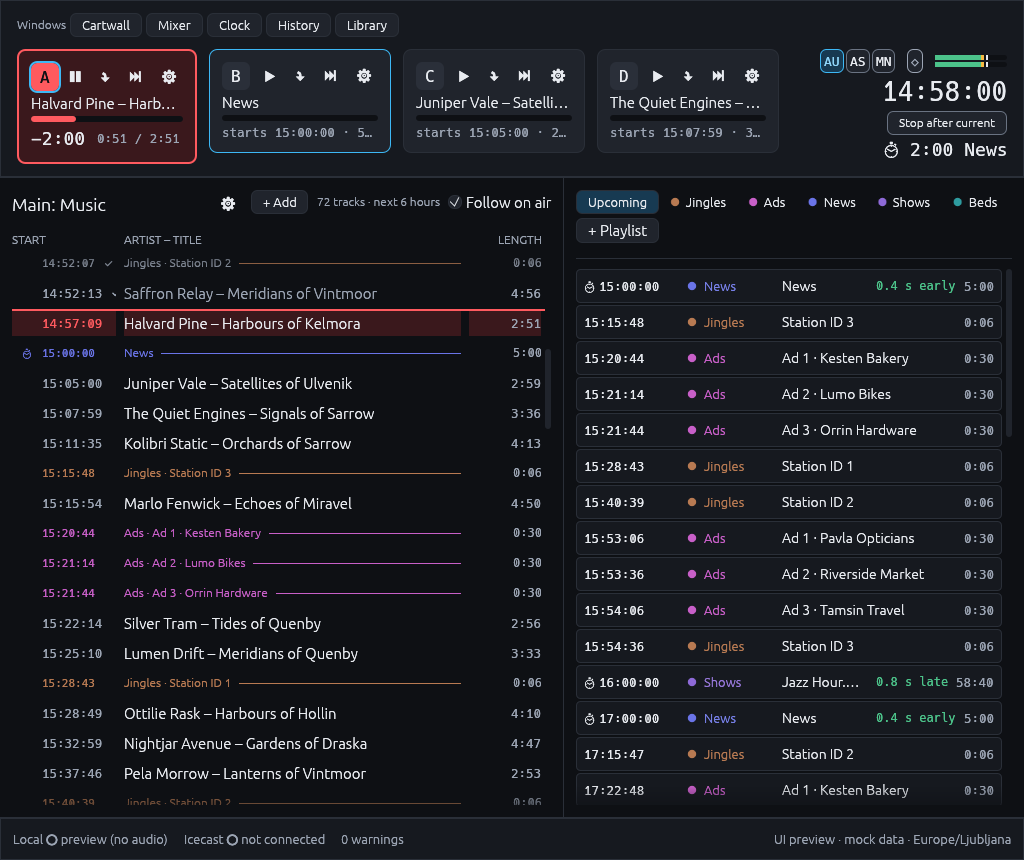 Windows Cartwall Mixer Clock History Library
A
Halvard Pine – Harb…
−2:00 0:51 / 2:51
B
News
starts 15:00:00 · 5…
C
Juniper Vale – Satelli…
starts 15:05:00 · 2…
D
The Quiet Engines – …
starts 15:07:59 · 3…
AU AS MN
14:58:00
Stop after current
2:00 News
Main: Music + Add 72 tracks · next 6 hours Follow on air
START ARTIST – TITLE LENGTH
14:52:07 Jingles · Station ID 2 0:06
14:52:13 Saffron Relay – Meridians of Vintmoor 4:56
14:57:09 Halvard Pine – Harbours of Kelmora 2:51
15:00:00 News 5:00
15:05:00 Juniper Vale – Satellites of Ulvenik 2:59
15:07:59 The Quiet Engines – Signals of Sarrow 3:36
15:11:35 Kolibri Static – Orchards of Sarrow 4:13
15:15:48 Jingles · Station ID 3 0:06
15:15:54 Marlo Fenwick – Echoes of Miravel 4:50
15:20:44 Ads · Ad 1 · Kesten Bakery 0:30
15:21:14 Ads · Ad 2 · Lumo Bikes 0:30
15:21:44 Ads · Ad 3 · Orrin Hardware 0:30
15:22:14 Silver Tram – Tides of Quenby 2:56
15:25:10 Lumen Drift – Meridians of Quenby 3:33
15:28:43 Jingles · Station ID 1 0:06
15:28:49 Ottilie Rask – Harbours of Hollin 4:10
15:32:59 Nightjar Avenue – Gardens of Draska 4:47
15:37:46 Pela Morrow – Lanterns of Vintmoor 2:53
15:40:39 Jingles · Station ID 2 0:06
Upcoming Jingles Ads News Shows Beds
+ Playlist
15:00:00 News News 0.4 s early 5:00
15:15:48 Jingles Station ID 3 0:06
15:20:44 Ads Ad 1 · Kesten Bakery 0:30
15:21:14 Ads Ad 2 · Lumo Bikes 0:30
15:21:44 Ads Ad 3 · Orrin Hardware 0:30
15:28:43 Jingles Station ID 1 0:06
15:40:39 Jingles Station ID 2 0:06
15:53:06 Ads Ad 1 · Pavla Opticians 0:30
15:53:36 Ads Ad 2 · Riverside Market 0:30
15:54:06 Ads Ad 3 · Tamsin Travel 0:30
15:54:36 Jingles Station ID 3 0:06
16:00:00 Shows Jazz Hour.… 0.8 s late 58:40
17:00:00 News News 0.4 s early 5:00
17:15:47 Jingles Station ID 2 0:06
17:22:48 Ads Ad 1 · Kesten Bakery 0:30
Local preview (no audio) Icecast not connected 0 warnings UI preview · mock data · Europe/Ljubljana